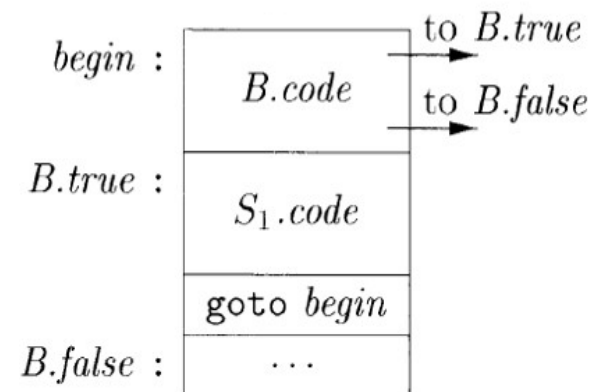 to B.true
begin :
B.code
to B.false
B.true :
S₁.code
goto begin
B.false :
...